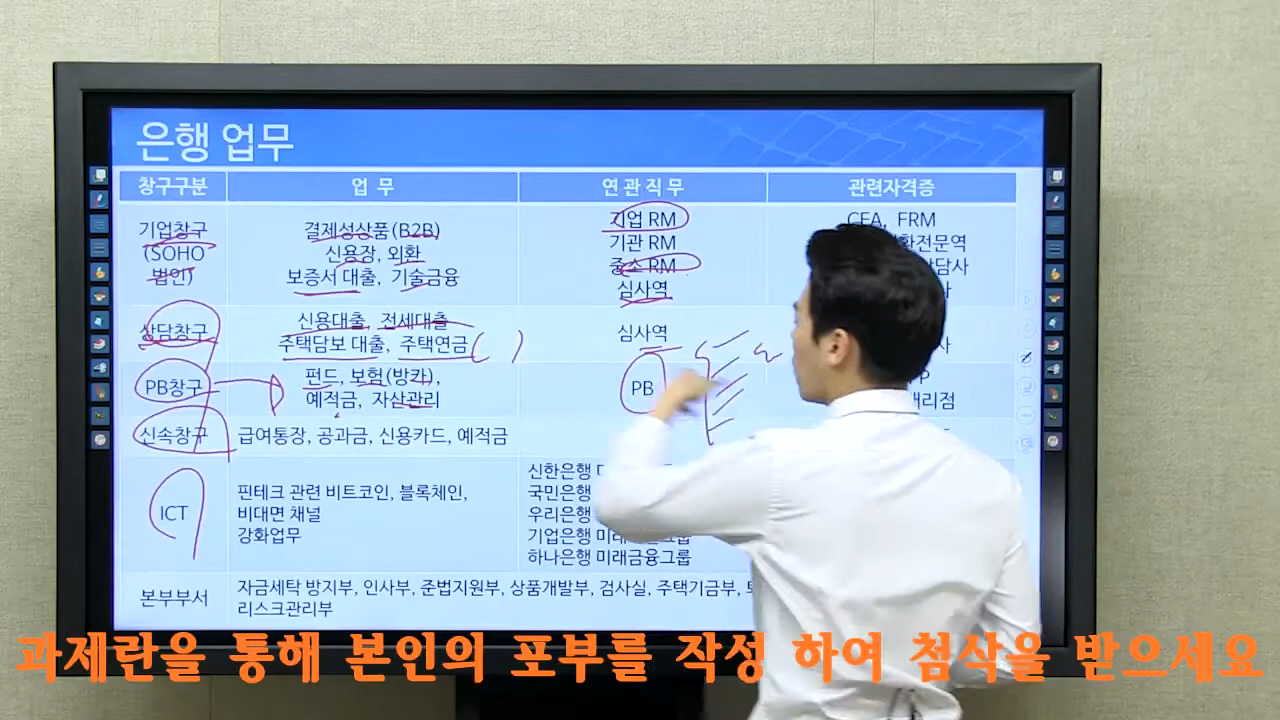 은행 업무
창구구분 업 무 연 관 직 무 관련자격증
기업창구
(SOHO
법인)
결제성상품(B2B)
신용장, 외환
보증서 대출, 기술금융
기업 RM
기관 RM
중소 RM
심사역
CFA, FRM
상담창구
신용대출, 전세대출
주택담보 대출, 주택연금
심사역
PB창구
펀드, 보험(방카),
예적금, 자산관리
PB
신속창구
급여통장, 공과금, 신용카드, 예적금
ICT
핀테크 관련 비트코인, 블록체인,
비대면 채널
강화업무
신한은행
국민은행
우리은행
기업은행
하나은행 미래금융그룹
본부부서
자금세탁 방지부, 인사부, 준법지원부, 상품개발부, 검사실, 주택기금부,
리스크관리부
과제란을 통해 본인의 포부를 작성 하여 첨삭을 받으세요